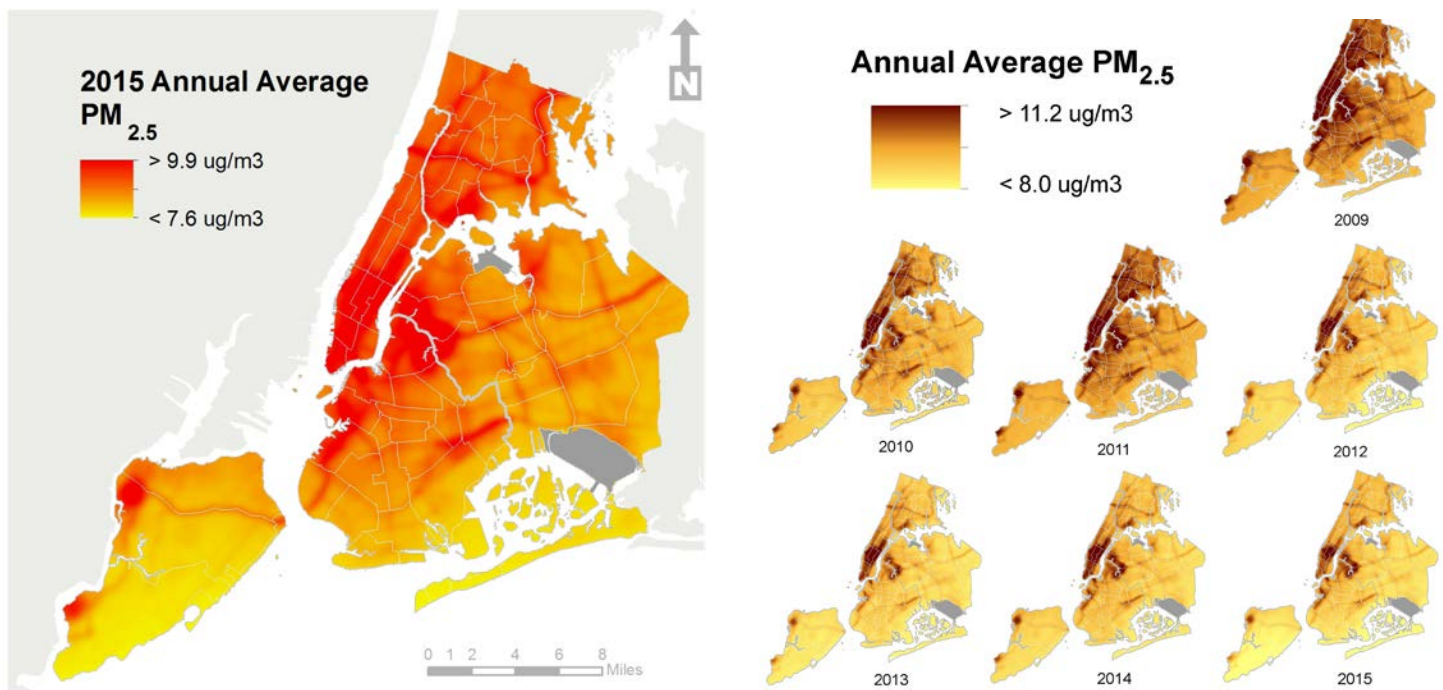 2015 Annual Average
PM
2.5
> 9.9 ug/m3
< 7.6 ug/m3
N
0 1 2 4 6 8
Miles
Annual Average PM2.5
> 11.2 ug/m3
< 8.0 ug/m3
2009
2010
2011
2012
2013
2014
2015